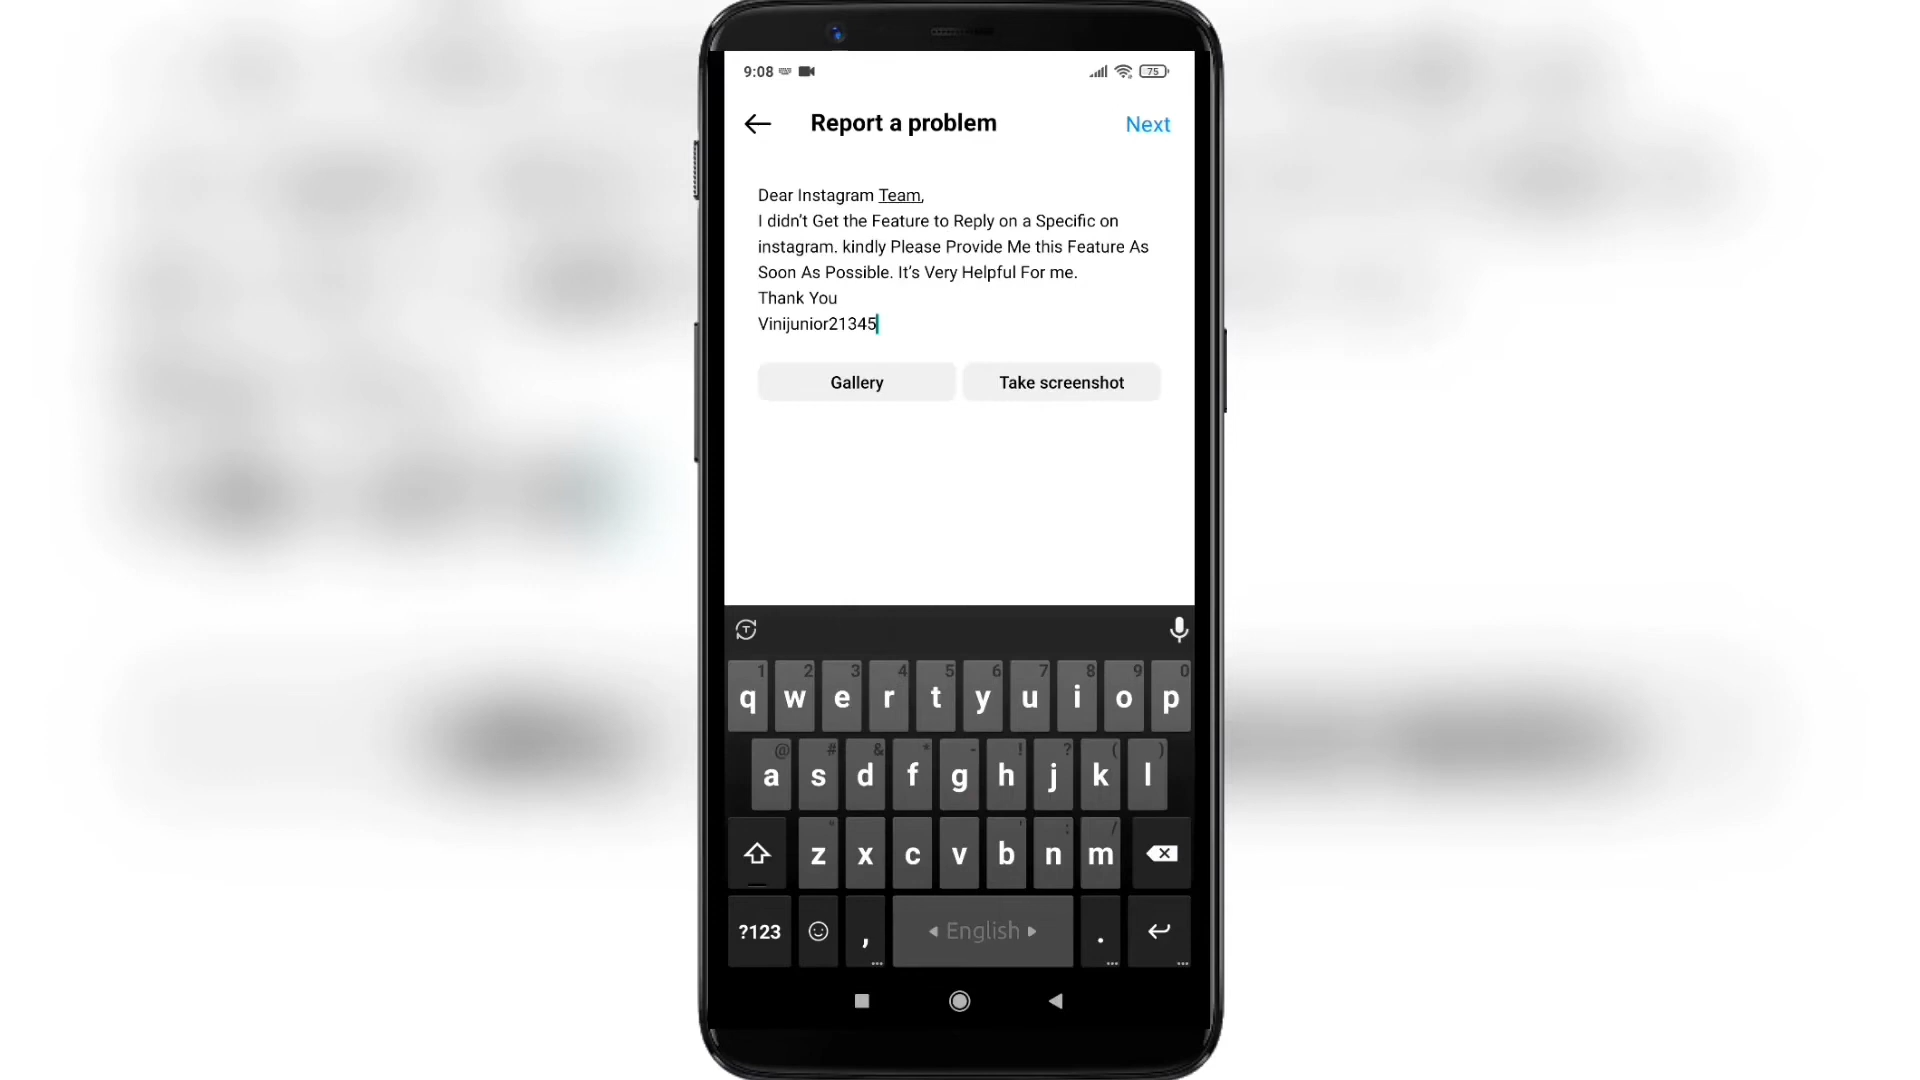 9:08 75
Report a problem Next
Dear Instagram Team,
I didn't Get the Feature to Reply on a Specific on
instagram. kindly Please Provide Me this Feature As
Soon As Possible. It's Very Helpful For me.
Thank You
Vinijunior21345
Gallery Take screenshot
T
1 2 3 4 5 6 7 8 9 0
q w e r t y u i o p
@ # & * - ! ? ( )
a s d f g h j k l
" ' : /
z x c v b n m
?123 , English .